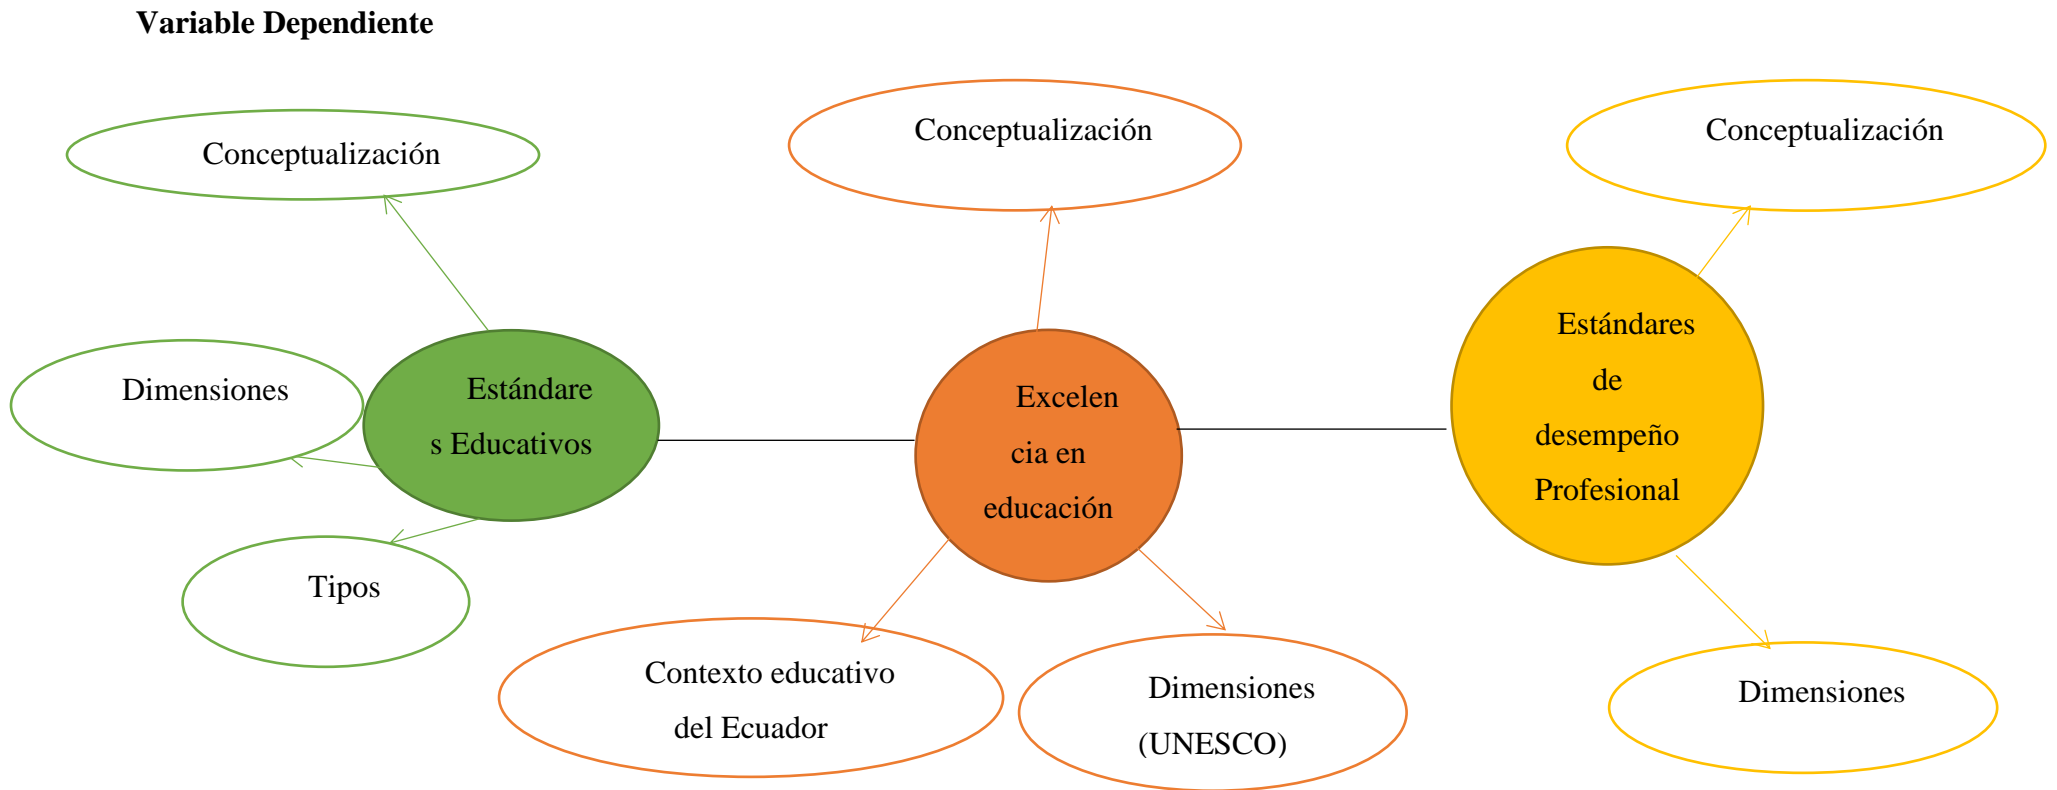 Variable Dependiente
Conceptualización
Dimensiones
Estándare
s Educativos
Tipos
Conceptualización
Excelen
cia en
educación
Contexto educativo
del Ecuador
Dimensiones
(UNESCO)
Conceptualización
Estándares
de
desempeño
Profesional
Dimensiones